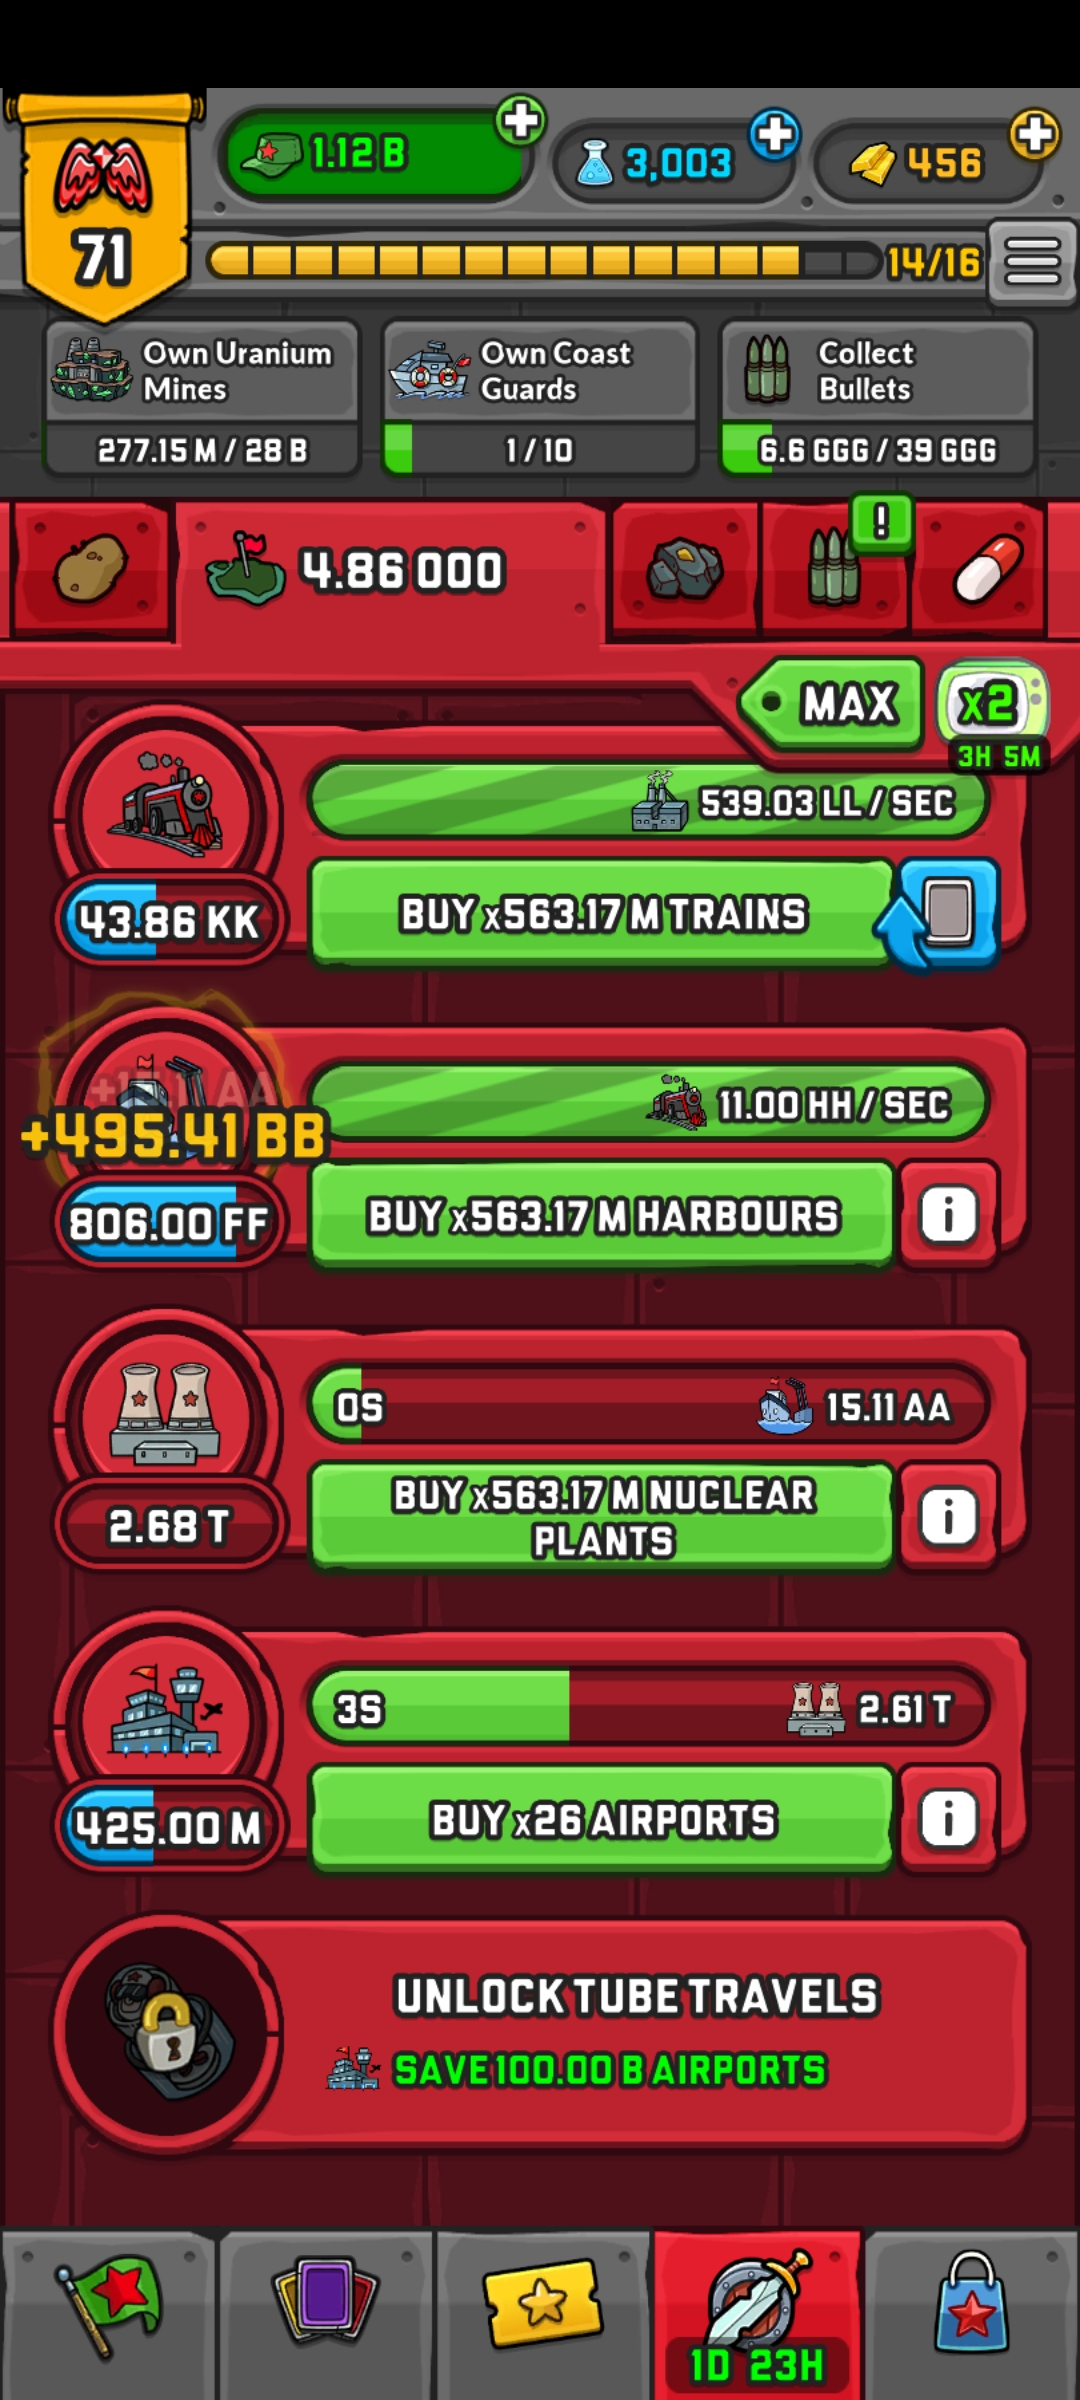 71
1.12 B
3,003
456
14/16
Own Uranium
Mines
277.15 M / 28 B
Own Coast
Guards
1 / 10
Collect
Bullets
6.6 GGG / 39 GGG
4.86 000
!
MAX
x2
3H 5M
539.03 LL / SEC
43.86 KK
BUY x563.17 M TRAINS
+15.11 AA
+495.41 BB
11.00 HH / SEC
806.00 FF
BUY x563.17 M HARBOURS
i
0S
15.11 AA
2.68 T
BUY x563.17 M NUCLEAR
PLANTS
i
3S
2.61 T
425.00 M
BUY x26 AIRPORTS
i
UNLOCK TUBE TRAVELS
SAVE 100.00 B AIRPORTS
1D 23H